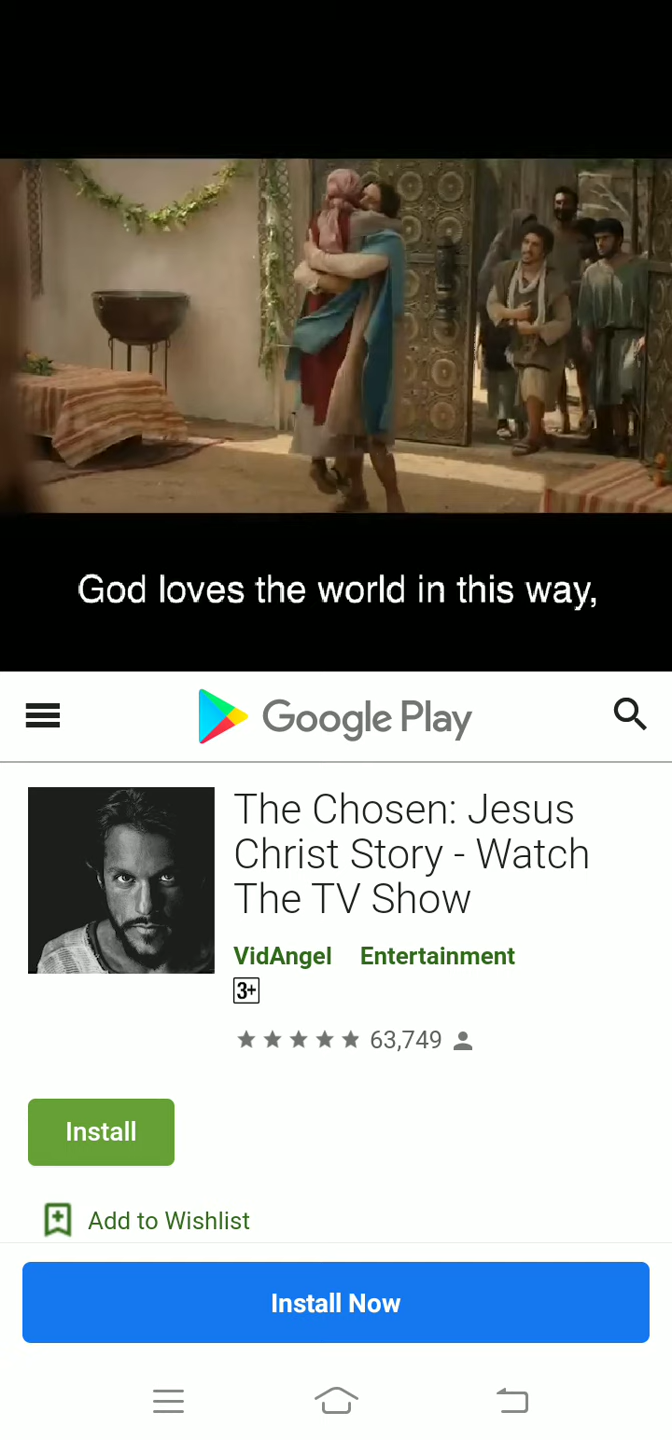 God loves the world in this way,
Google Play
The Chosen: Jesus
Christ Story - Watch
The TV Show
VidAngel Entertainment
3+
63,749
Install
Add to Wishlist
Install Now